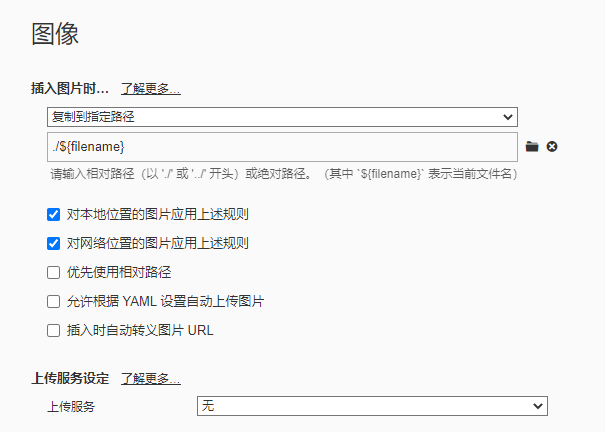 图像
插入图片时… 了解更多…
复制到指定路径
./${filename}
请输入相对路径（以 './' 或 '../' 开头）或绝对路径。（其中 `${filename}` 表示当前文件名）
对本地位置的图片应用上述规则
对网络位置的图片应用上述规则
优先使用相对路径
允许根据 YAML 设置自动上传图片
插入时自动转义图片 URL
上传服务设定 了解更多…
上传服务 无